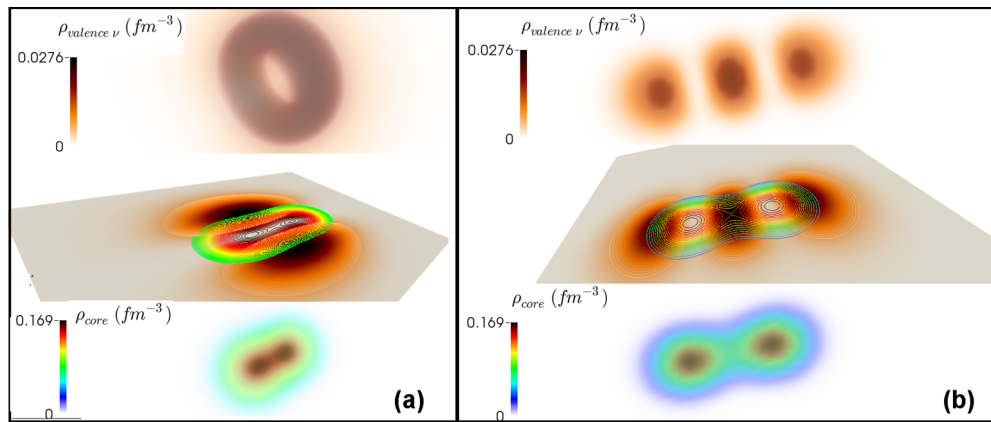 ρvalence ν (fm⁻³)
0.0276
0
ρcore (fm⁻³)
0.169
0
(a)
ρvalence ν (fm⁻³)
0.0276
0
ρcore (fm⁻³)
0.169
0
(b)